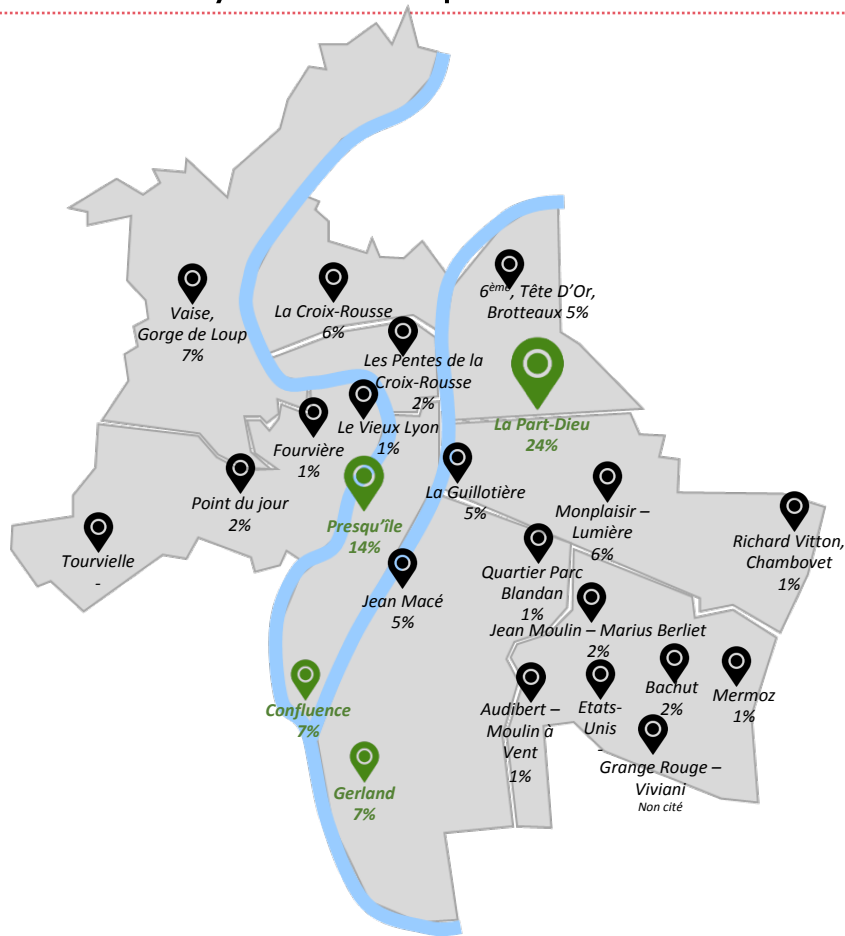 6ème, Tête D'Or,
Brotteaux 5%
La Croix-Rousse
6%
Vaise,
Gorge de Loup
7%
Les Pentes de la
Croix-Rousse
2%
La Part-Dieu
24%
Le Vieux Lyon
1%
Fourvière
1%
La Guillotière
5%
Point du jour
2%
Monplaisir –
Lumière
6%
Presqu'île
14%
Richard Vitton,
Chambovet
1%
Tourvielle
-
Quartier Parc
Blandan
1%
Jean Macé
5%
Jean Moulin – Marius Berliet
2%
Bachut
2%
Mermoz
1%
Confluence
7%
Audibert –
Moulin à
Vent
1%
Etats-
Unis
-
Grange Rouge –
Viviani
Non cité
Gerland
7%